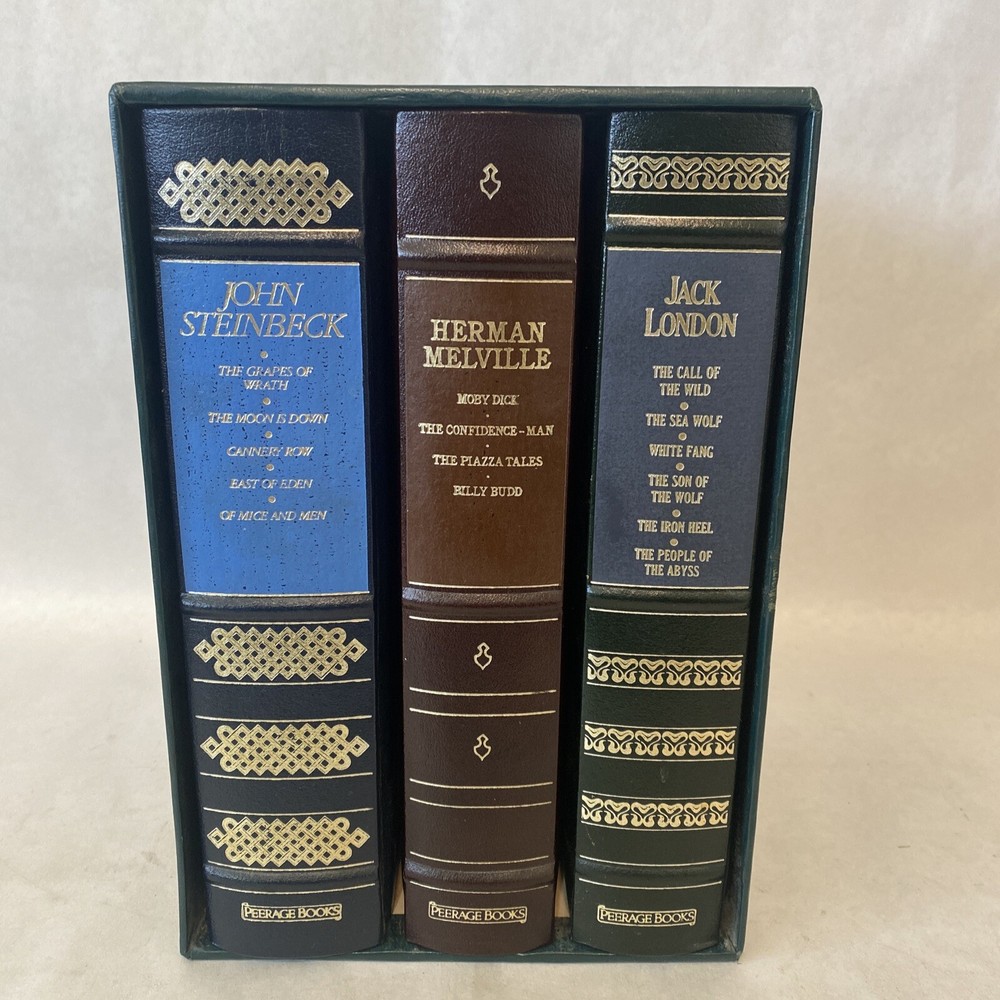 JOHN
STEINBECK
THE GRAPES OF
WRATH
THE MOON IS DOWN
CANNERY ROW
EAST OF EDEN
OF MICE AND MEN
PEERAGE BOOKS
HERMAN
MELVILLE
MOBY DICK
THE CONFIDENCE-MAN
THE PIAZZA TALES
BILLY BUDD
PEERAGE BOOKS
JACK
LONDON
THE CALL OF
THE WILD
THE SEA WOLF
WHITE FANG
THE SON OF
THE WOLF
THE IRON HEEL
THE PEOPLE OF
THE ABYSS
PEERAGE BOOKS